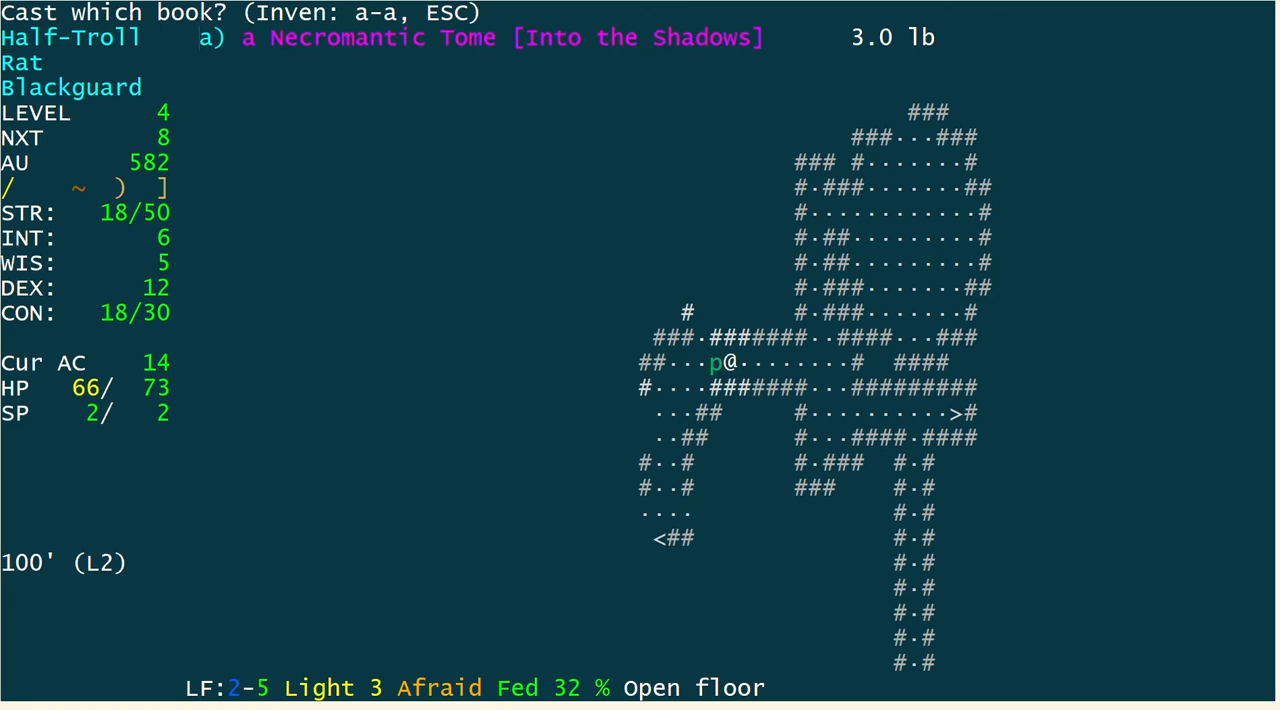 Cast which book? (Inven: a-a, ESC)
Half-Troll a) a Necromantic Tome [Into the Shadows] 3.0 lb
Rat
Blackguard
LEVEL 4 ###
NXT 8 ###...###
AU 582 ### #.......#
/ ~ ) ] #.###.......##
STR: 18/50 #............#
INT: 6 #.##.........#
WIS: 5 #.##.........#
DEX: 12 #.###.......##
CON: 18/30 # #.###.......#
###.#######..####...###
Cur AC 14 ##...p@........# ####
HP 66/ 73 #....#######...#########
SP 2/ 2 ...## #..........>#
..## #...####.####
#..# #.### #.#
#..# ### #.#
.... #.#
<## #.#
100' (L2) #.#
#.#
#.#
#.#
#.#
LF:2-5 Light 3 Afraid Fed 32 % Open floor